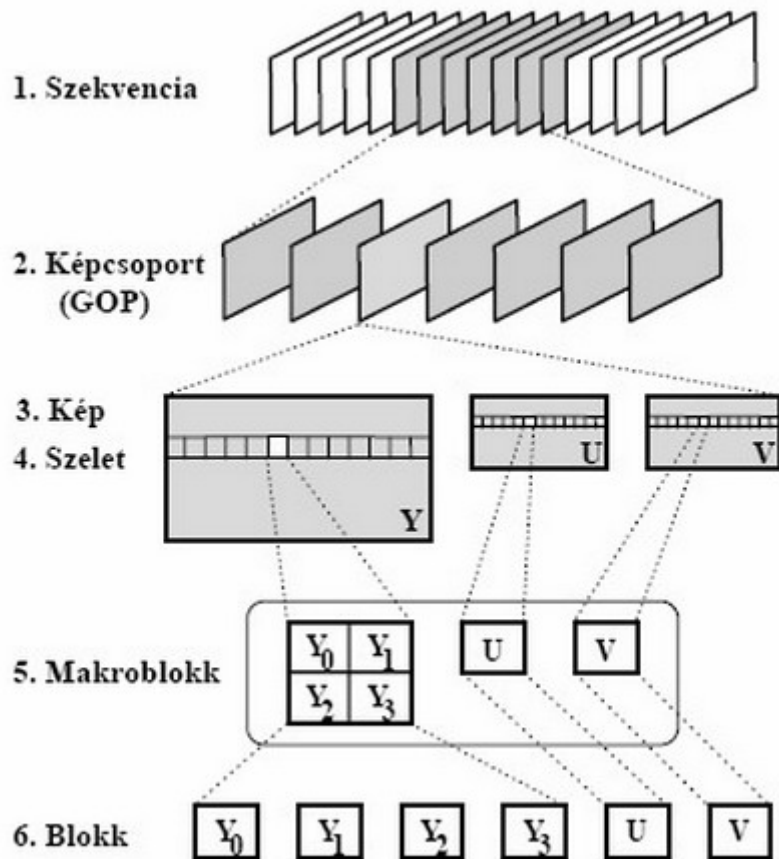 1. Szekvencia
2. Képcsoport
(GOP)
3. Kép
4. Szelet
U
V
Y
5. Makroblokk
Y0 Y1 U V
Y2 Y3
6. Blokk Y0 Y1 Y2 Y3 U V